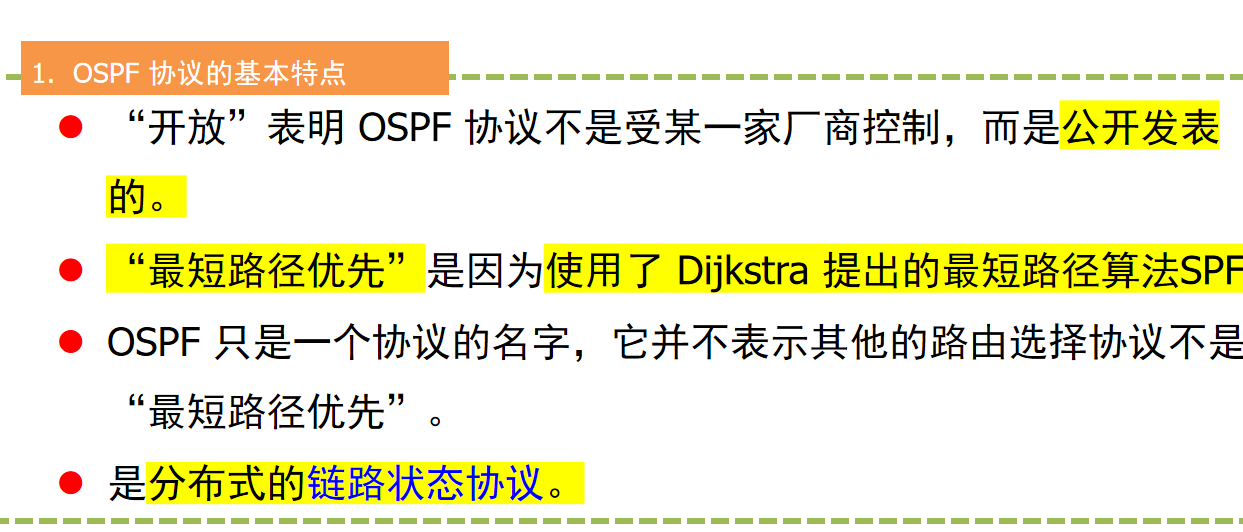 1. OSPF 协议的基本特点
“开放”表明 OSPF 协议不是受某一家厂商控制，而是公开发表
的。
“最短路径优先”是因为使用了 Dijkstra 提出的最短路径算法SPF
OSPF 只是一个协议的名字，它并不表示其他的路由选择协议不是
“最短路径优先”。
是分布式的链路状态协议。